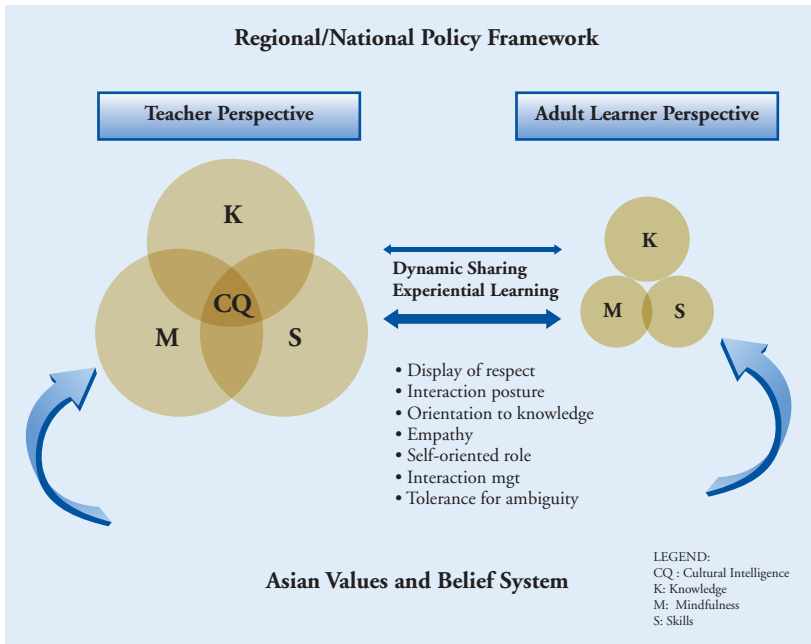 Regional/National Policy Framework
Teacher Perspective
Adult Learner Perspective
K
CQ
M
S
Dynamic Sharing
Experiential Learning
K
M
S
• Display of respect
• Interaction posture
• Orientation to knowledge
• Empathy
• Self-oriented role
• Interaction mgt
• Tolerance for ambiguity
Asian Values and Belief System
LEGEND:
CQ : Cultural Intelligence
K: Knowledge
M: Mindfulness
S: Skills